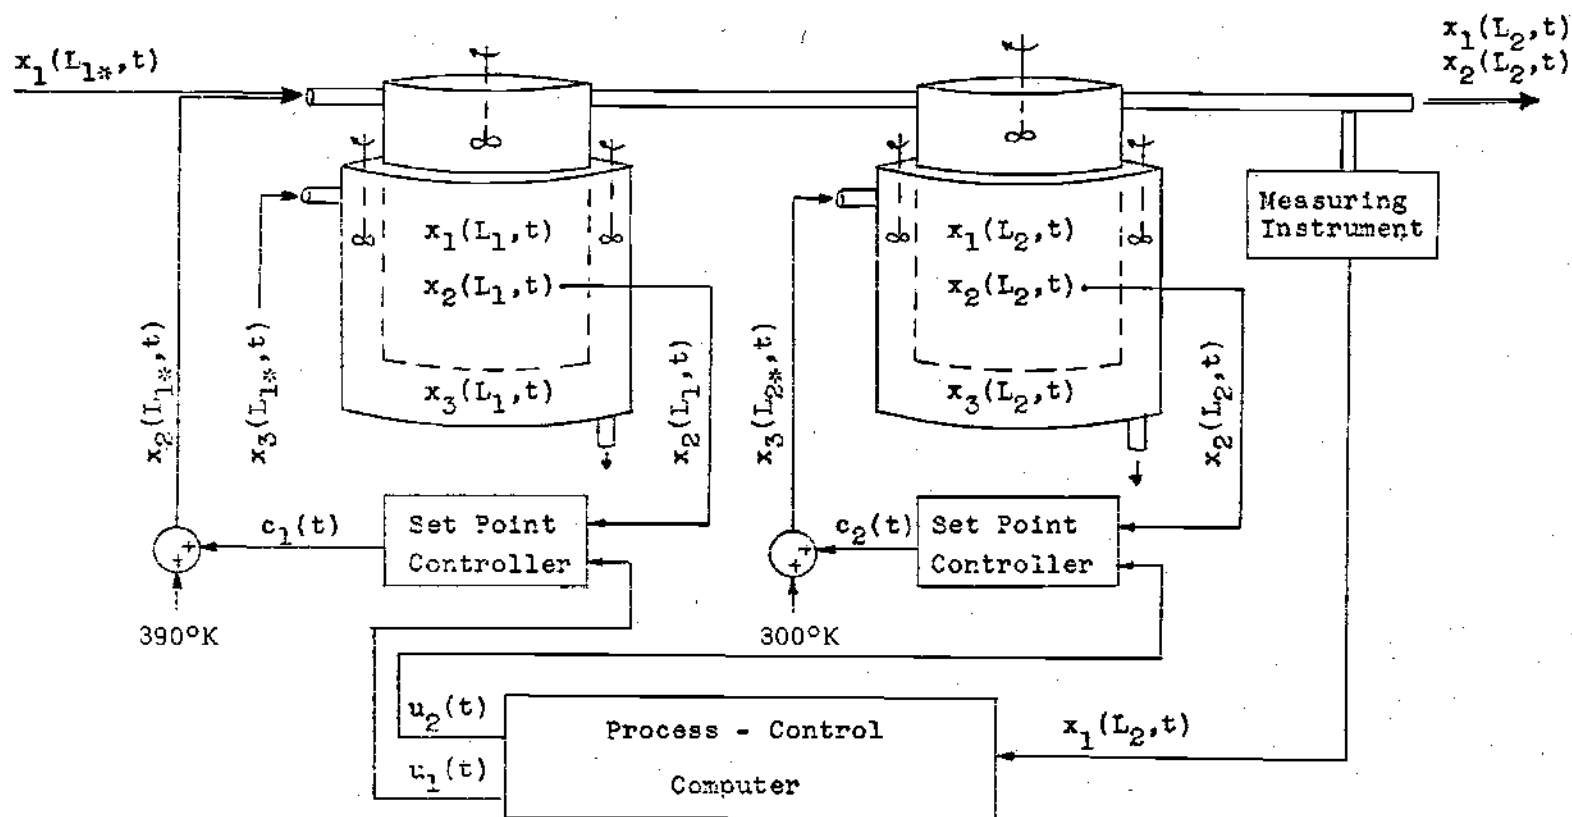 x₁(L₁*,t)
x₁(L₂,t)
x₂(L₂,t)
Measuring
Instrument
x₁(L₁,t)
x₂(L₁,t)
x₃(L₁,t)
x₁(L₂,t)
x₂(L₂,t)
x₃(L₂,t)
x₂(L₁*,t)
x₃(L₁*,t)
x₂(L₁,t)
x₃(L₂*,t)
x₂(L₂,t)
c₁(t)
Set Point
Controller
c₂(t)
Set Point
Controller
+
+
+
+
390°K
300°K
u₂(t)
u₁(t)
Process - Control
Computer
x₁(L₂,t)